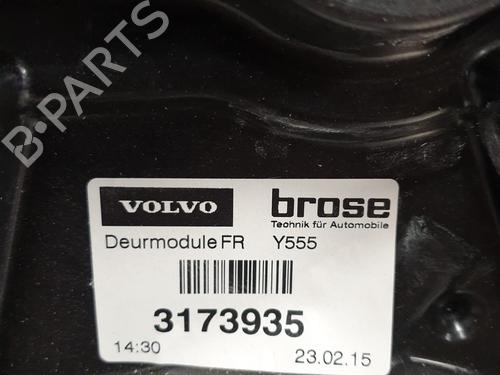 B-PARTS
VOLVO
brose
Technik für Automobile
Deurmodule FR Y555
3173935
14:30 23.02.15